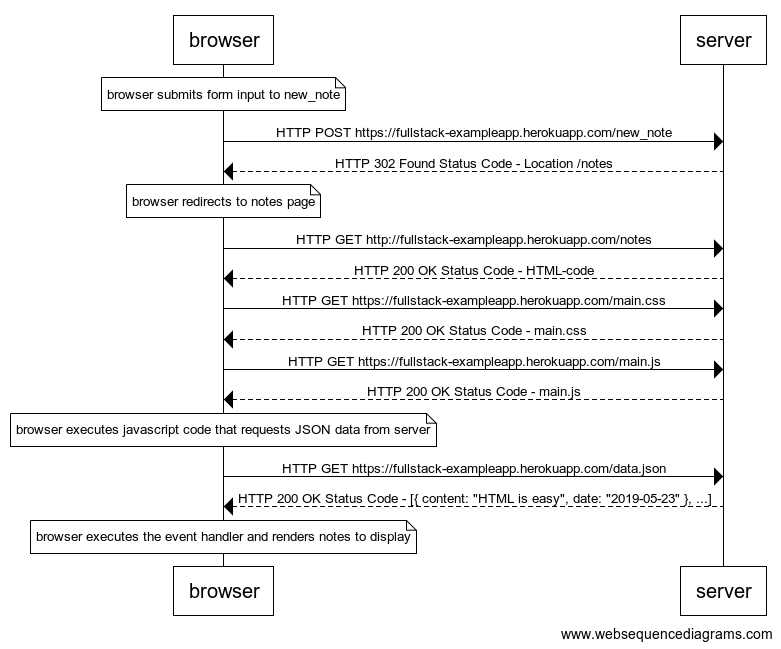 browser server
browser submits form input to new_note
HTTP POST https://fullstack-exampleapp.herokuapp.com/new_note
HTTP 302 Found Status Code - Location /notes
browser redirects to notes page
HTTP GET http://fullstack-exampleapp.herokuapp.com/notes
HTTP 200 OK Status Code - HTML-code
HTTP GET https://fullstack-exampleapp.herokuapp.com/main.css
HTTP 200 OK Status Code - main.css
HTTP GET https://fullstack-exampleapp.herokuapp.com/main.js
HTTP 200 OK Status Code - main.js
browser executes javascript code that requests JSON data from server
HTTP GET https://fullstack-exampleapp.herokuapp.com/data.json
HTTP 200 OK Status Code - [{ content: "HTML is easy", date: "2019-05-23" }, ...]
browser executes the event handler and renders notes to display
browser server
www.websequencediagrams.com